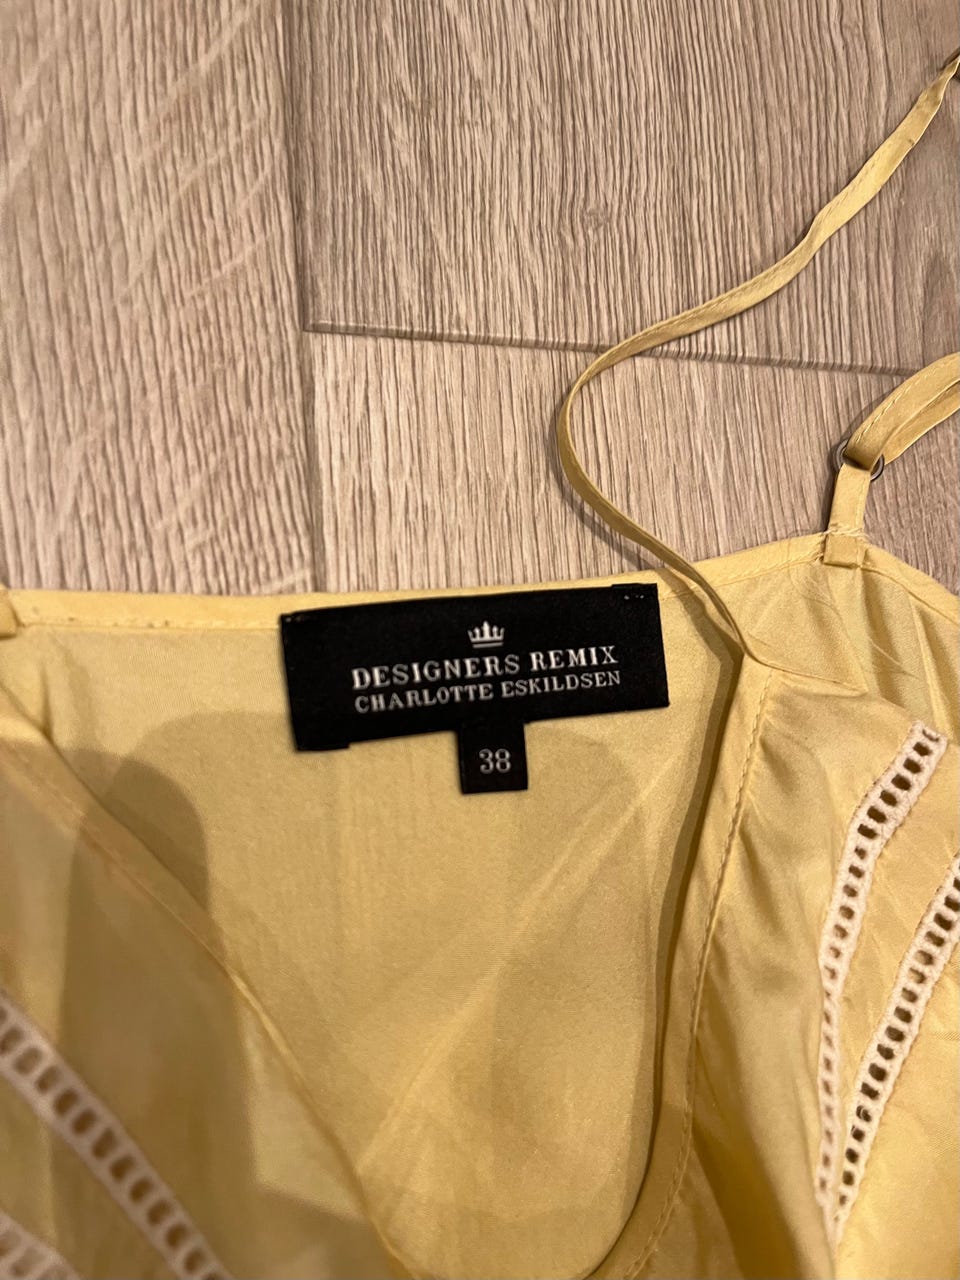 DESIGNERS REMIX
CHARLOTTE ESKILDSEN
38